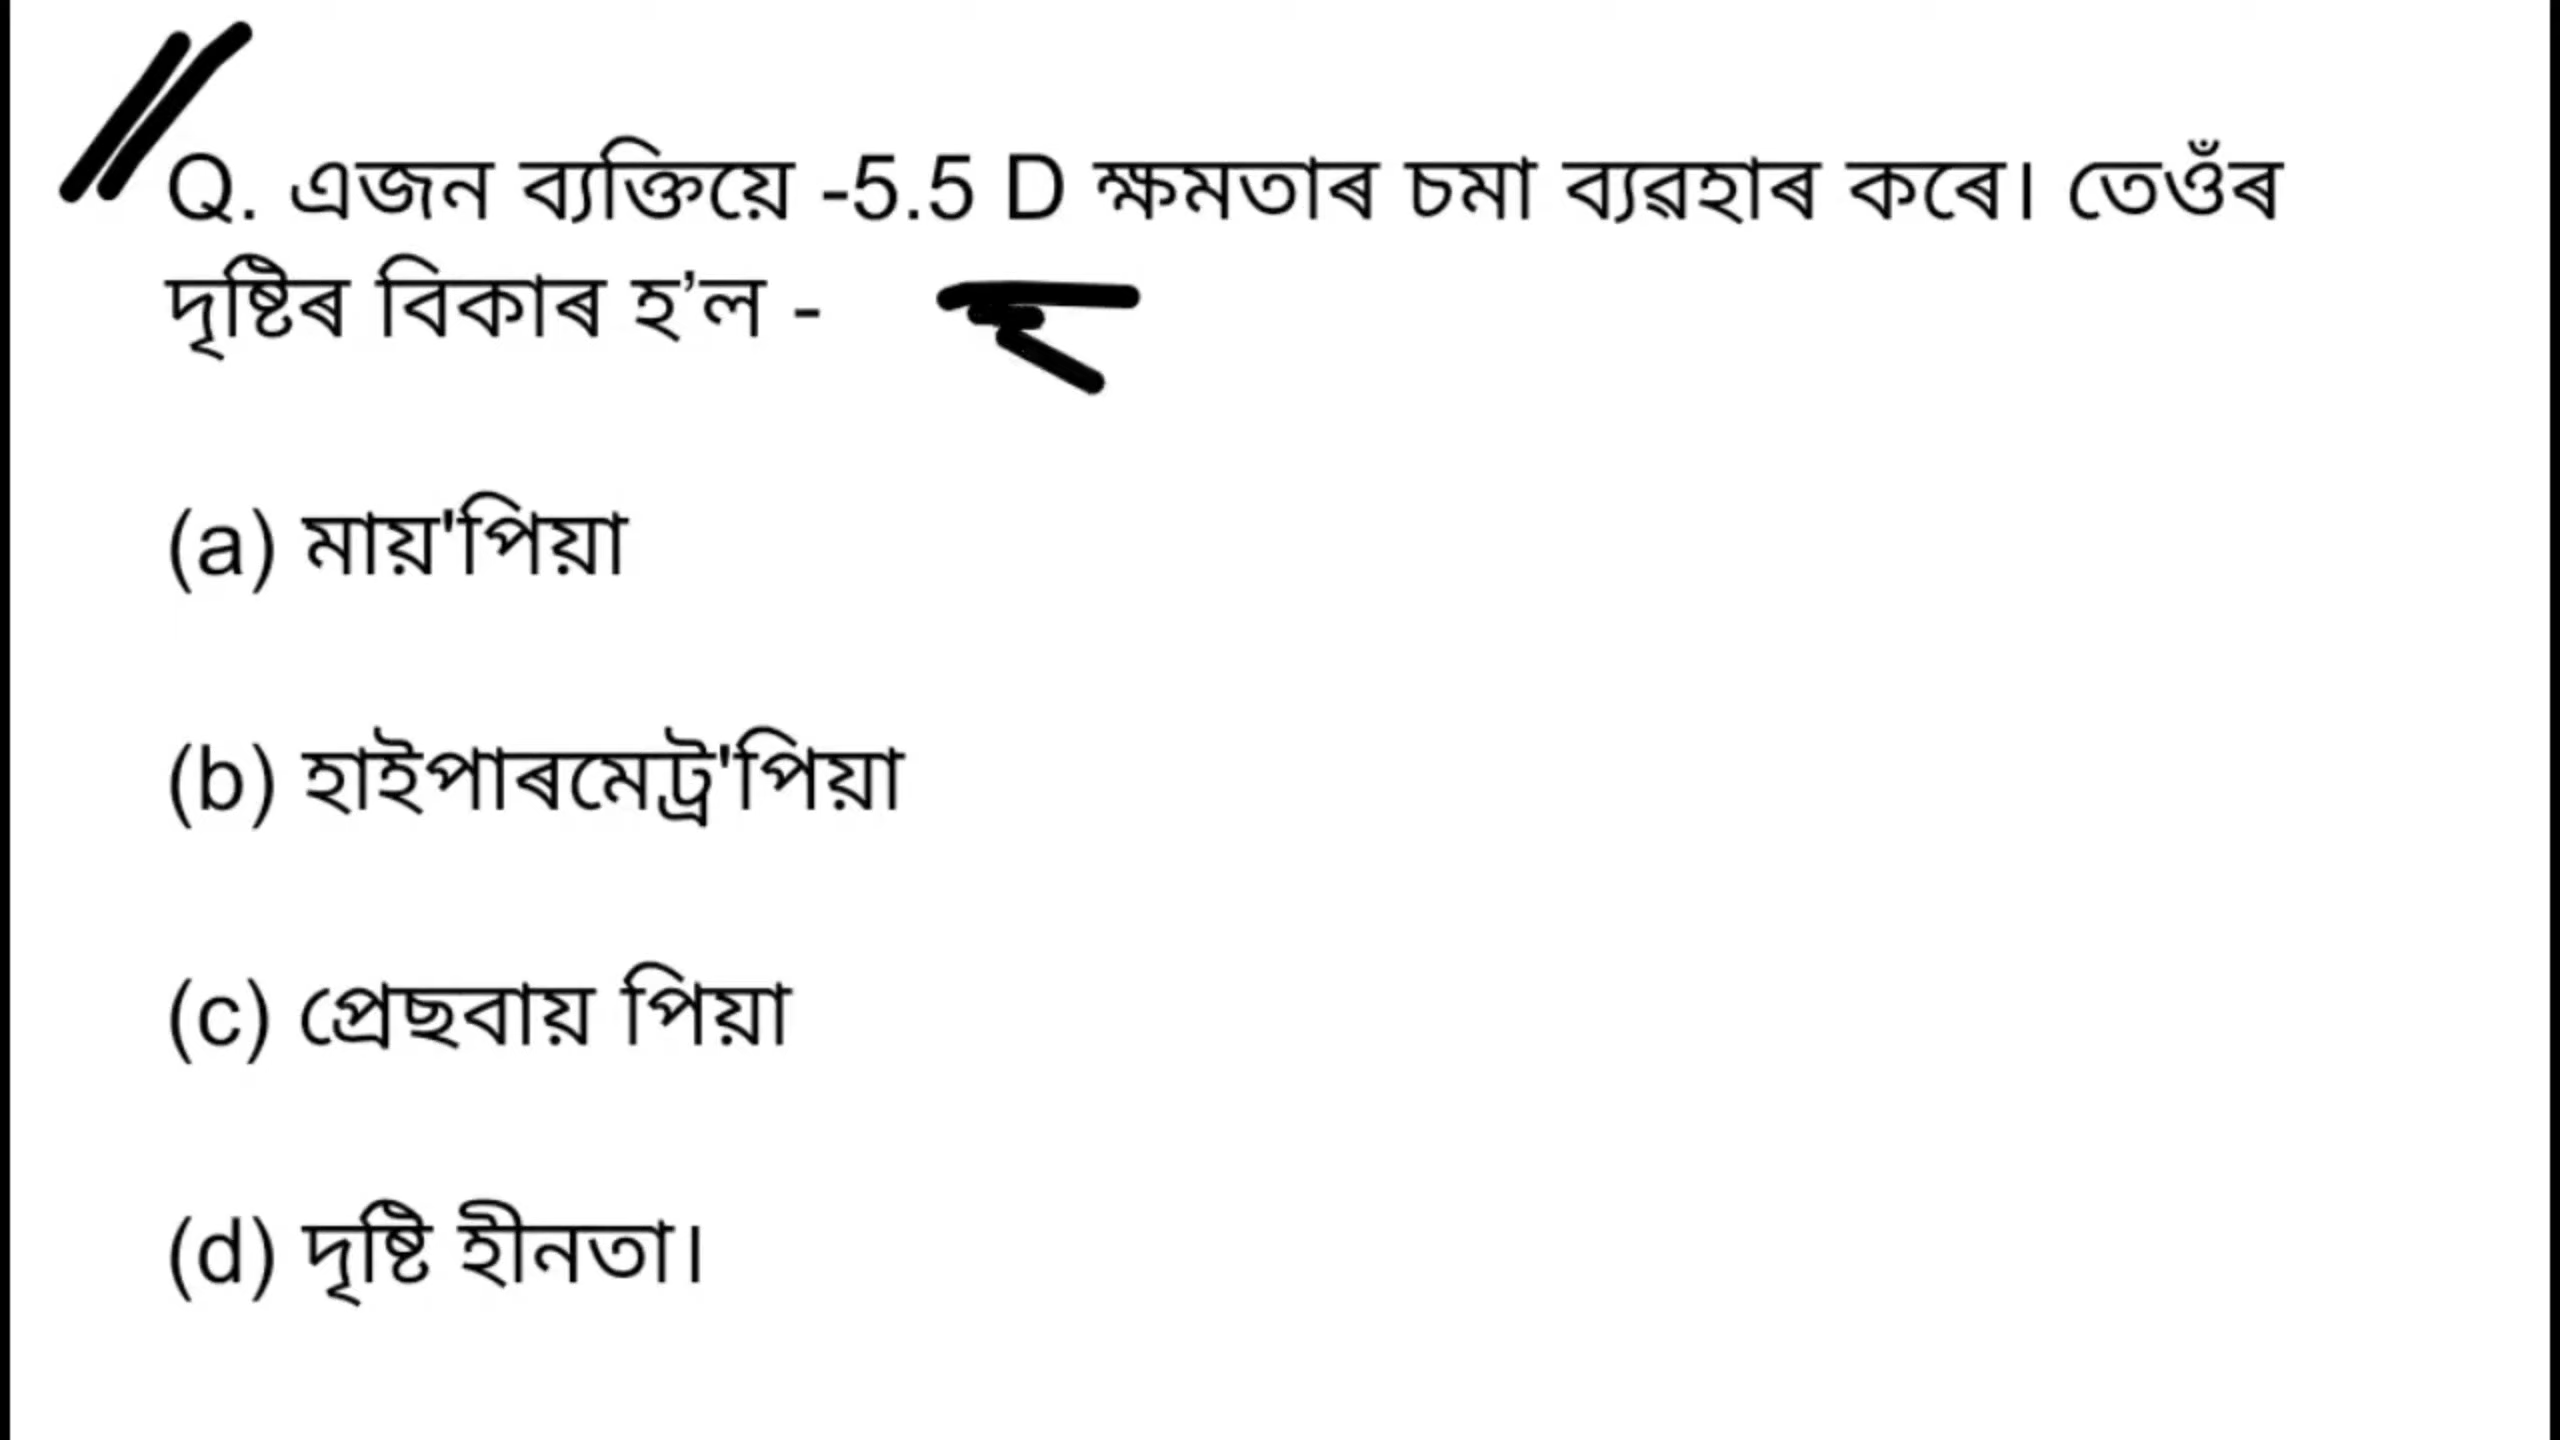 Q. এজন ব্যক্তিয়ে -5.5 D ক্ষমতাৰ চমা ব্যৱহাৰ কৰে। তেওঁৰ
দৃষ্টিৰ বিকাৰ হ’ল -
(a) মায়'পিয়া
(b) হাইপাৰমেট্ৰ'পিয়া
(c) প্ৰেছবায় পিয়া
(d) দৃষ্টি হীনতা।